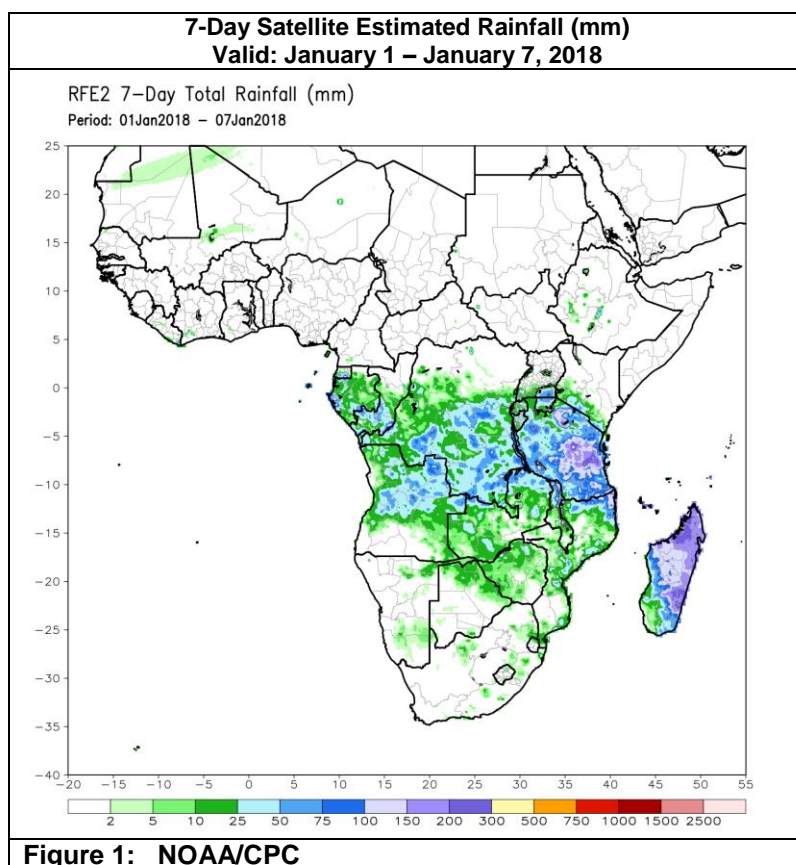 7-Day Satellite Estimated Rainfall (mm)
Valid: January 1 – January 7, 2018
RFE2 7-Day Total Rainfall (mm)
Period: 01Jan2018 – 07Jan2018
25
20
15
10
5
0
-5
-10
-15
-20
-25
-30
-35
-40
-20 -15 -10 -5 0 5 10 15 20 25 30 35 40 45 50 55
2 5 10 25 50 75 100 150 200 300 500 750 1000 1500 2500
Figure 1: NOAA/CPC